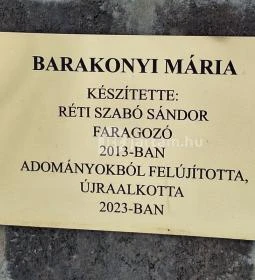 BARAKONYI MÁRIA
KÉSZÍTETTE:
RÉTI SZABÓ SÁNDOR
FARAGOZÓ
2013-BAN
ADOMÁNYOKBÓL FELÚJÍTOTTA,
ÚJRAALKOTTA
2023-BAN